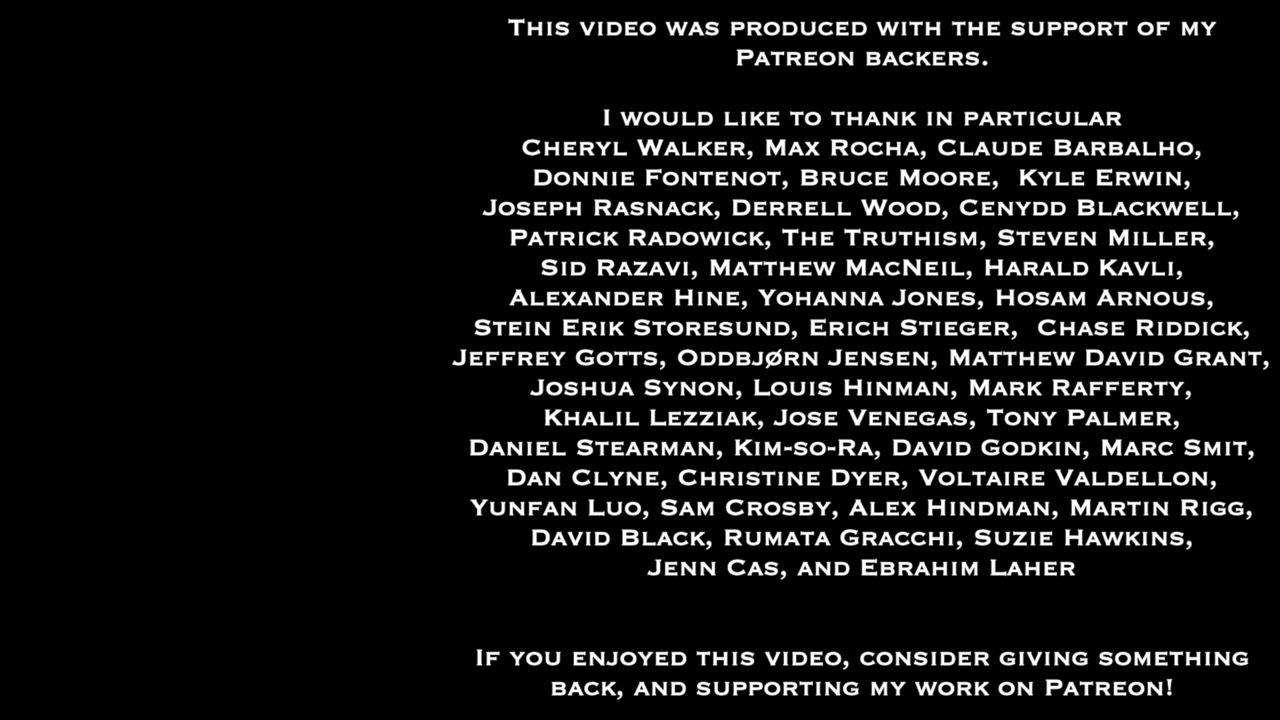 This video was produced with the support of my
Patreon backers.
I would like to thank in particular
Cheryl Walker, Max Rocha, Claude Barbalho,
Donnie Fontenot, Bruce Moore,  Kyle Erwin,
Joseph Rasnack, Derrell Wood, Cenydd Blackwell,
Patrick Radowick, The Truthism, Steven Miller,
Sid Razavi, Matthew MacNeil, Harald Kavli,
Alexander Hine, Yohanna Jones, Hosam Arnous,
Stein Erik Storesund, Erich Stieger,  Chase Riddick,
Jeffrey Gotts, Oddbjørn Jensen, Matthew David Grant,
Joshua Synon, Louis Hinman, Mark Rafferty,
Khalil Lezziak, Jose Venegas, Tony Palmer,
Daniel Stearman, Kim-so-Ra, David Godkin, Marc Smit,
Dan Clyne, Christine Dyer, Voltaire Valdellon,
Yunfan Luo, Sam Crosby, Alex Hindman, Martin Rigg,
David Black, Rumata Gracchi, Suzie Hawkins,
Jenn Cas, and Ebrahim Laher
If you enjoyed this video, consider giving something
back, and supporting my work on Patreon!